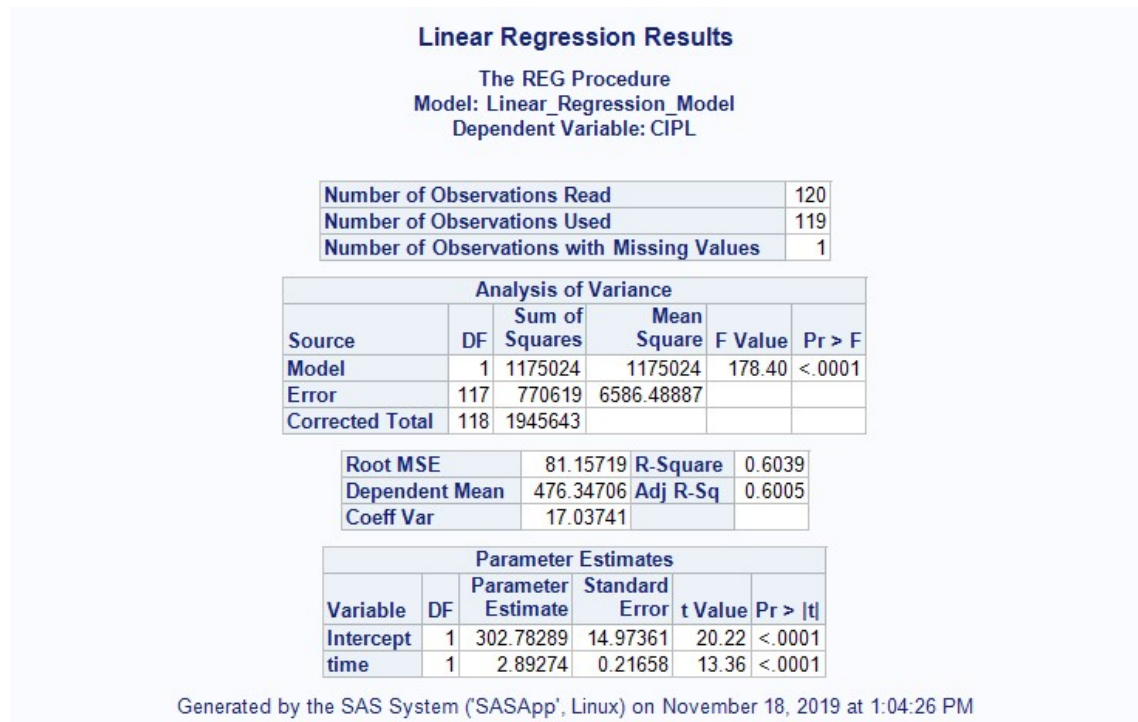 Linear Regression Results
The REG Procedure
Model: Linear_Regression_Model
Dependent Variable: CIPL
Number of Observations Read 120
Number of Observations Used 119
Number of Observations with Missing Values 1
Analysis of Variance
Source DF Sum of Squares Mean Square F Value Pr > F
Model 1 1175024 1175024 178.40 <.0001
Error 117 770619 6586.48887
Corrected Total 118 1945643
Root MSE 81.15719 R-Square 0.6039
Dependent Mean 476.34706 Adj R-Sq 0.6005
Coeff Var 17.03741
Parameter Estimates
Variable DF Parameter Estimate Standard Error t Value Pr > |t|
Intercept 1 302.78289 14.97361 20.22 <.0001
time 1 2.89274 0.21658 13.36 <.0001
Generated by the SAS System ('SASApp', Linux) on November 18, 2019 at 1:04:26 PM